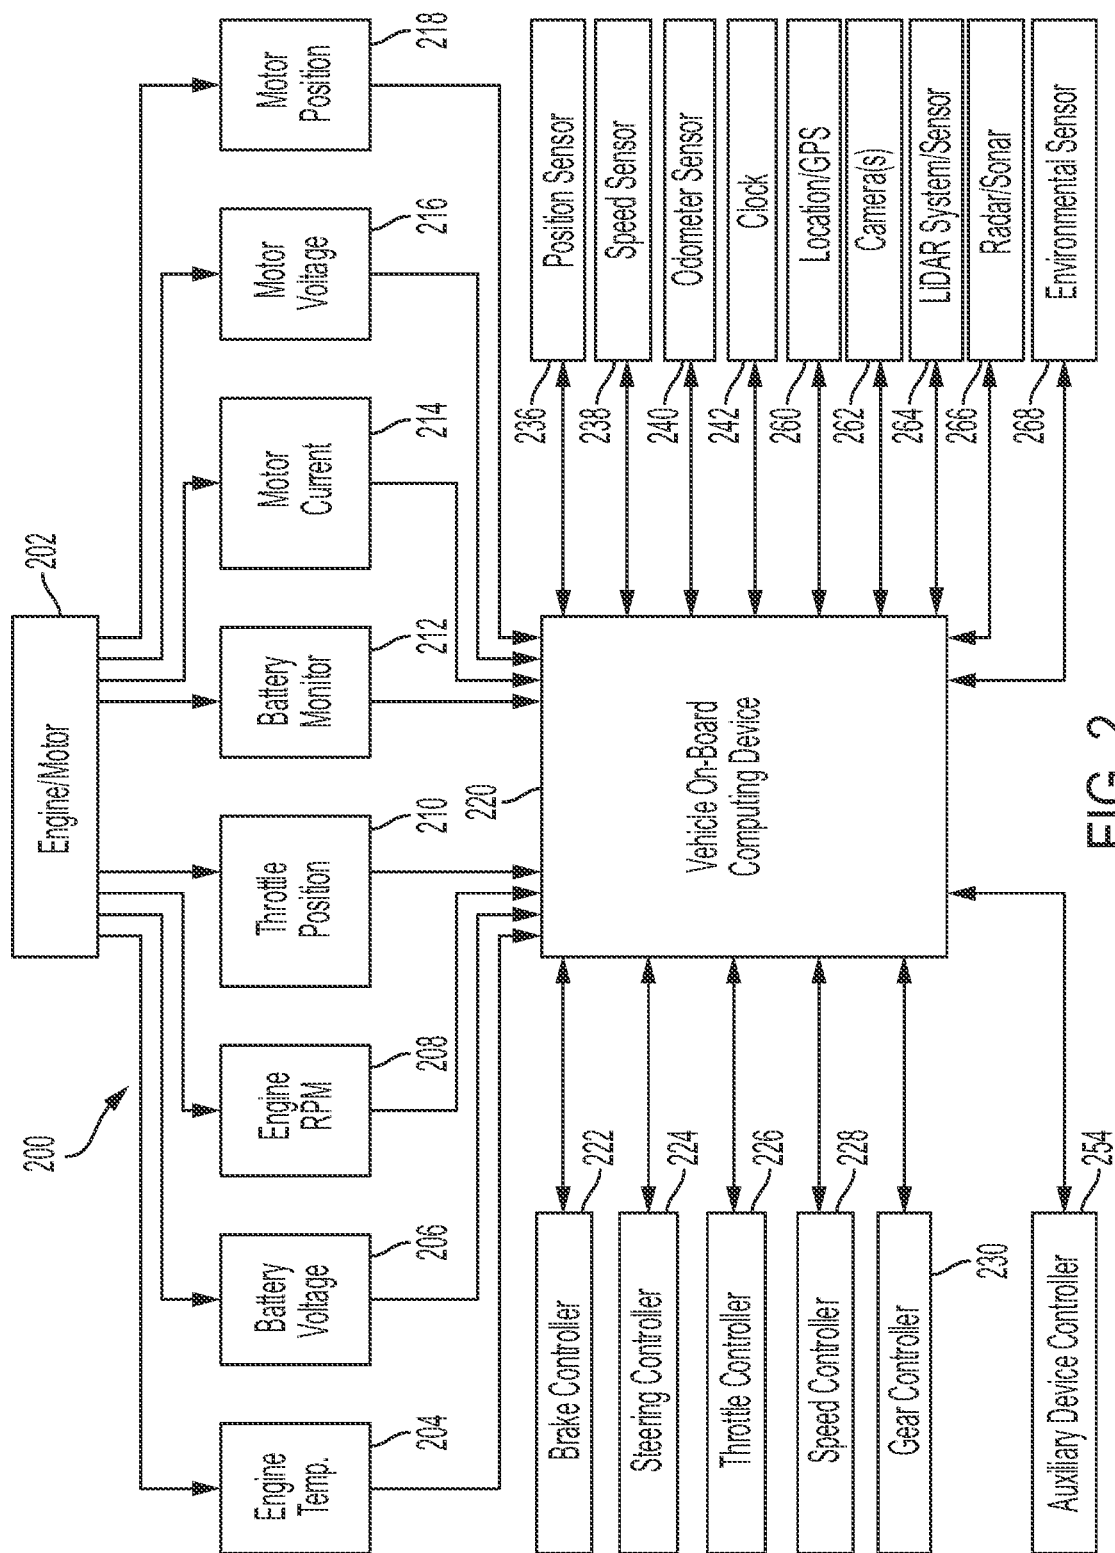 200
Engine/Motor
202
Engine
Temp.
204
Battery
Voltage
206
Engine
RPM
208
Throttle
Position
210
Battery
Monitor
212
Motor
Current
214
Motor
Voltage
216
Motor
Position
218
Vehicle On-Board
Computing Device
220
Brake Controller
222
Steering Controller
224
Throttle Controller
226
Speed Controller
228
Gear Controller
230
Auxiliary Device Controller
254
Position Sensor
236
Speed Sensor
238
Odometer Sensor
240
Clock
242
Location/GPS
260
Camera(s)
262
LiDAR System/Sensor
264
Radar/Sonar
266
Environmental Sensor
268
FIG. 2